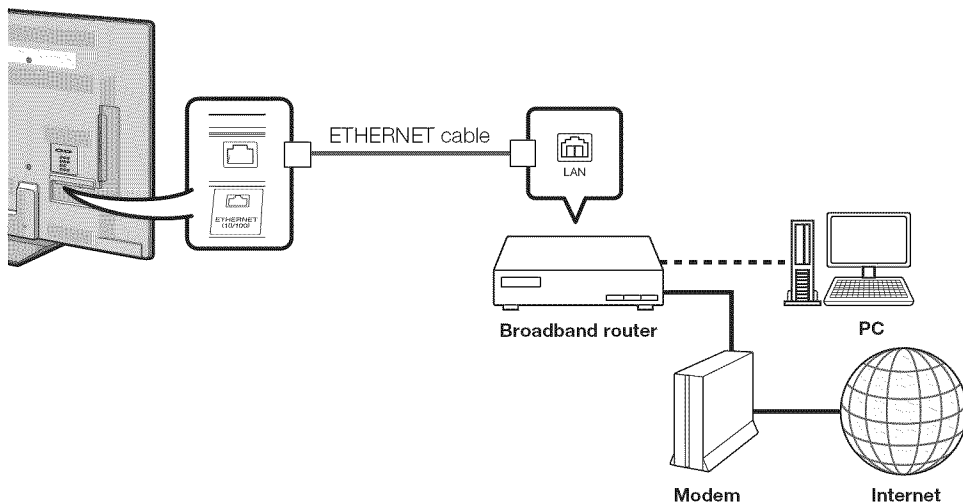 ETHERNET cable
ETHERNET
(10/100)
LAN
Broadband router
PC
Modem
Internet